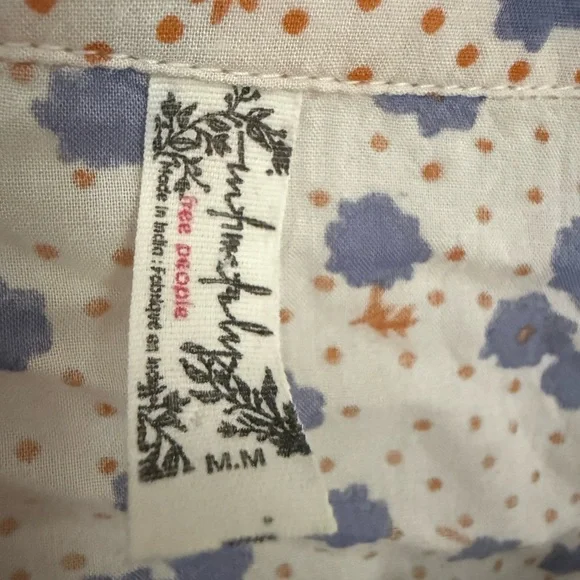 Intimately
free people
Made in India : Fabriqué en
M.M